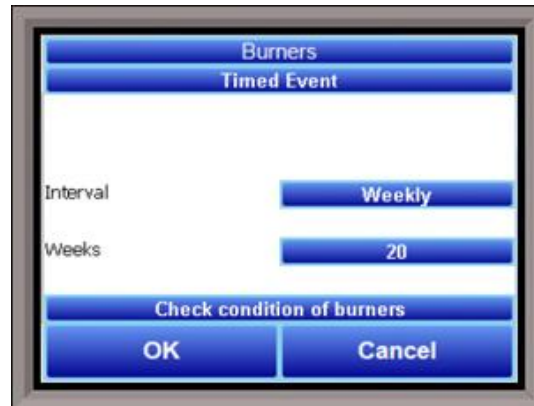 Burners
Timed Event
Interval Weekly
Weeks 20
Check condition of burners
OK Cancel